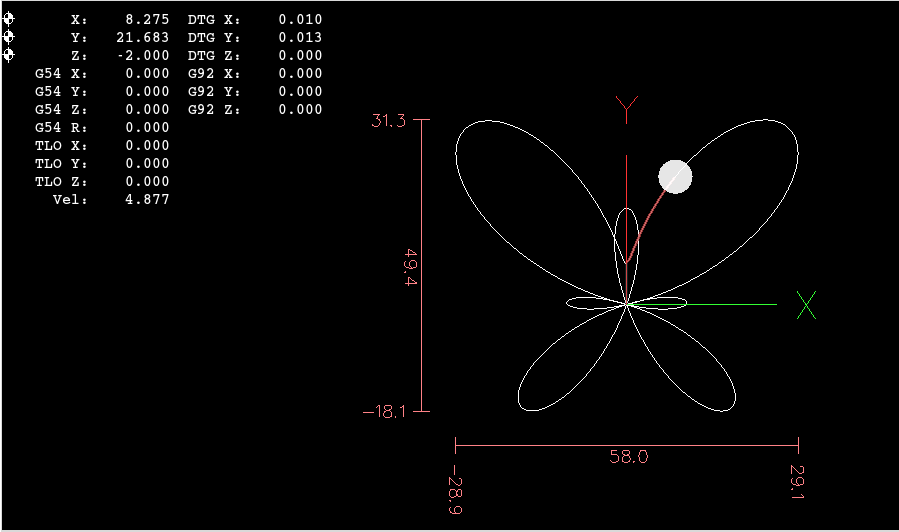 X: 8.275 DTG X: 0.010
Y: 21.683 DTG Y: 0.013
Z: -2.000 DTG Z: 0.000
G54 X: 0.000 G92 X: 0.000
G54 Y: 0.000 G92 Y: 0.000
G54 Z: 0.000 G92 Z: 0.000
G54 R: 0.000
TLO X: 0.000
TLO Y: 0.000
TLO Z: 0.000
Vel: 4.877
Y
31.3
49.4
X
-18.1
58.0
-28.9
29.1